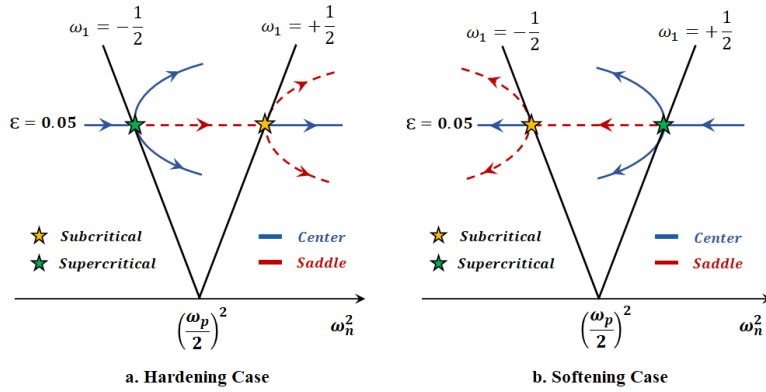 ω₁ = −1/2
ω₁ = +1/2
ε = 0.05
Subcritical
Center
Supercritical
Saddle
(ωₚ/2)²
ωₙ²
a. Hardening Case
ω₁ = −1/2
ω₁ = +1/2
ε = 0.05
Subcritical
Center
Supercritical
Saddle
(ωₚ/2)²
ωₙ²
b. Softening Case